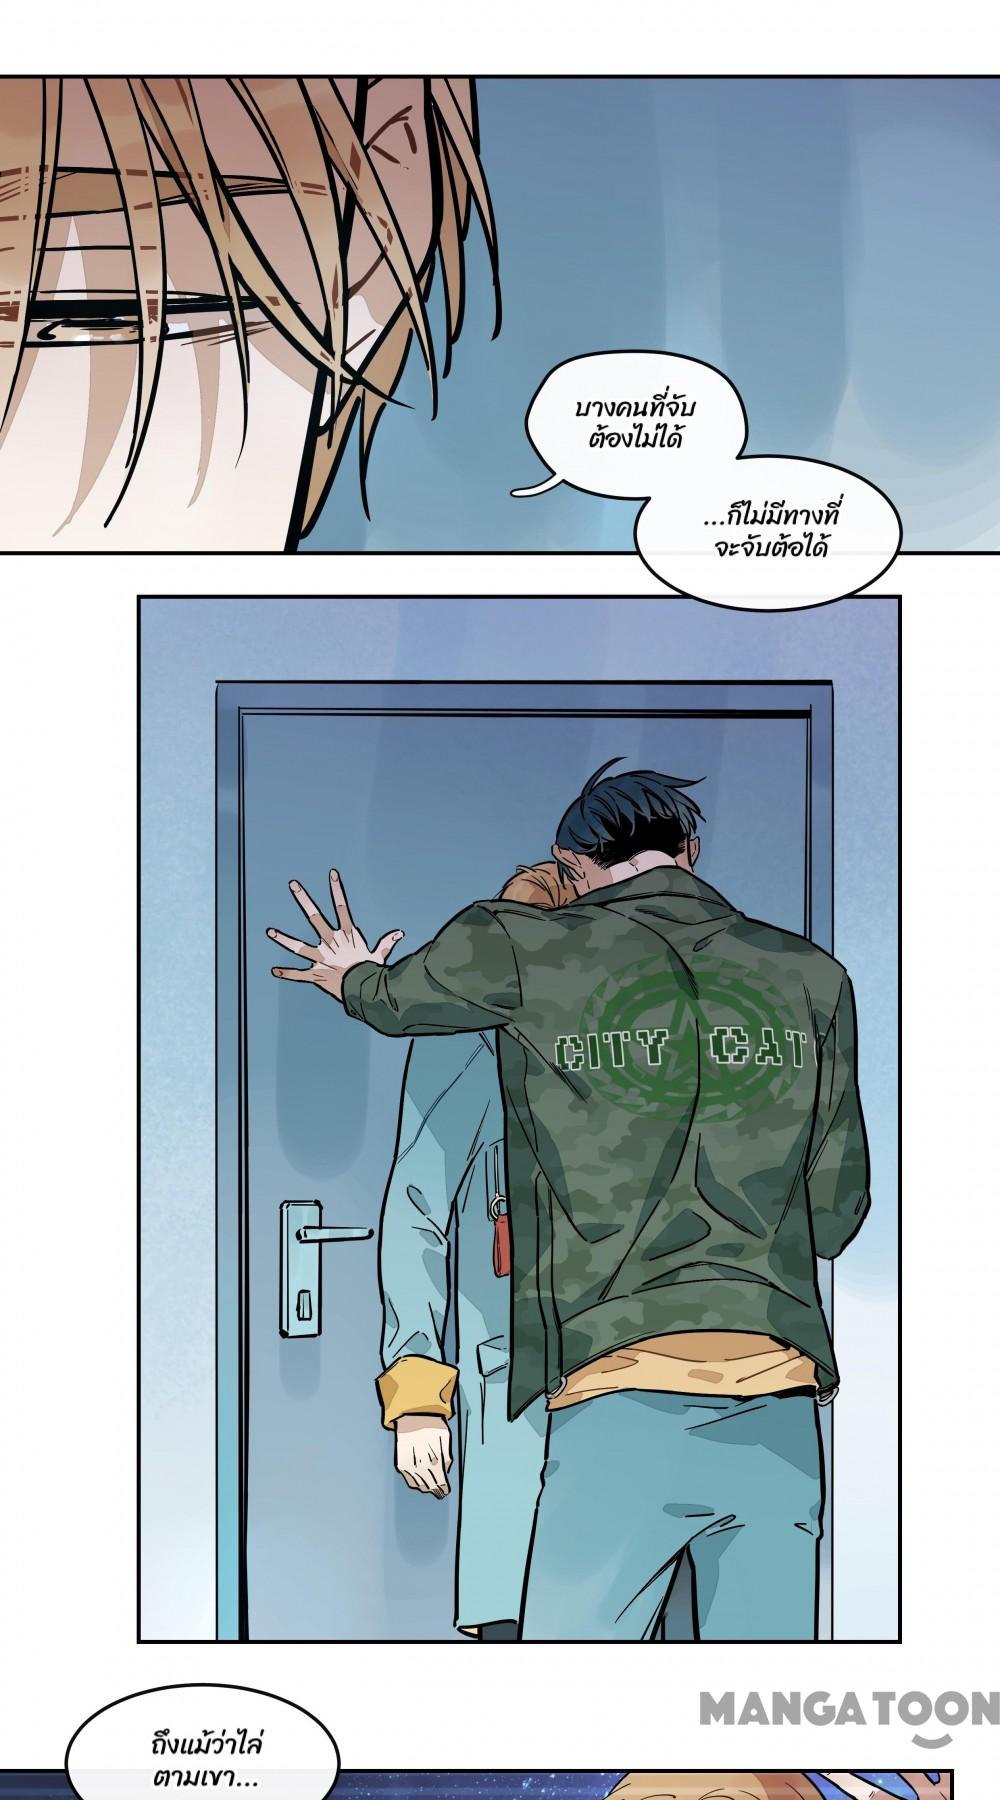 บางคนที่จับ
ต้องไม่ได้
...ก็ไม่มีทางที่
จะจับต้อได้
CITY CAT
MANGATOON
ถึงแม้ว่าไล่
ตามเขา...